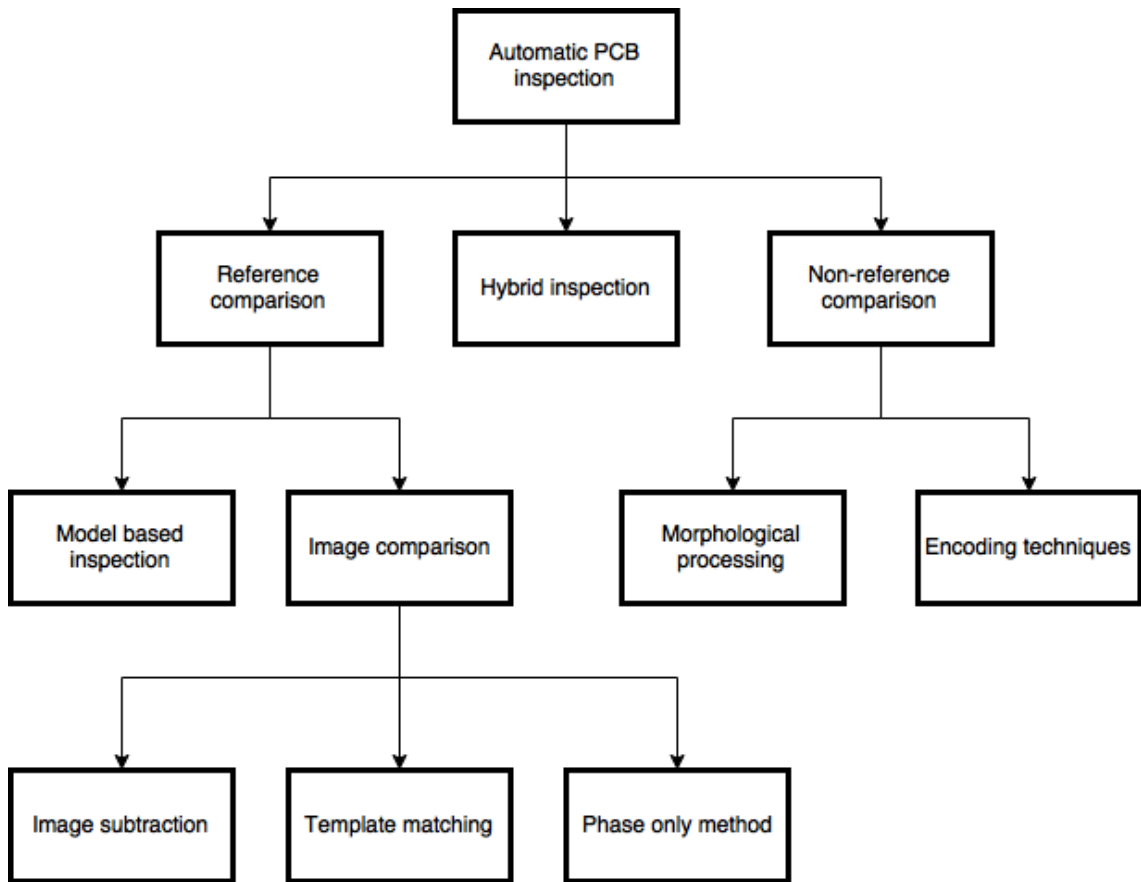 Automatic PCB
inspection
Reference
comparison
Hybrid inspection
Non-reference
comparison
Model based
inspection
Image comparison
Morphological
processing
Encoding techniques
Image subtraction
Template matching
Phase only method